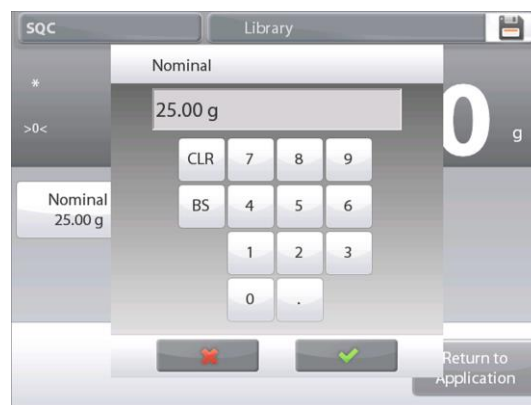 SQC
Library
Nominal
*
>0<
25.00 g
0
g
CLR 7 8 9
Nominal
25.00 g
BS 4 5 6
1 2 3
0 .
Return to
Application